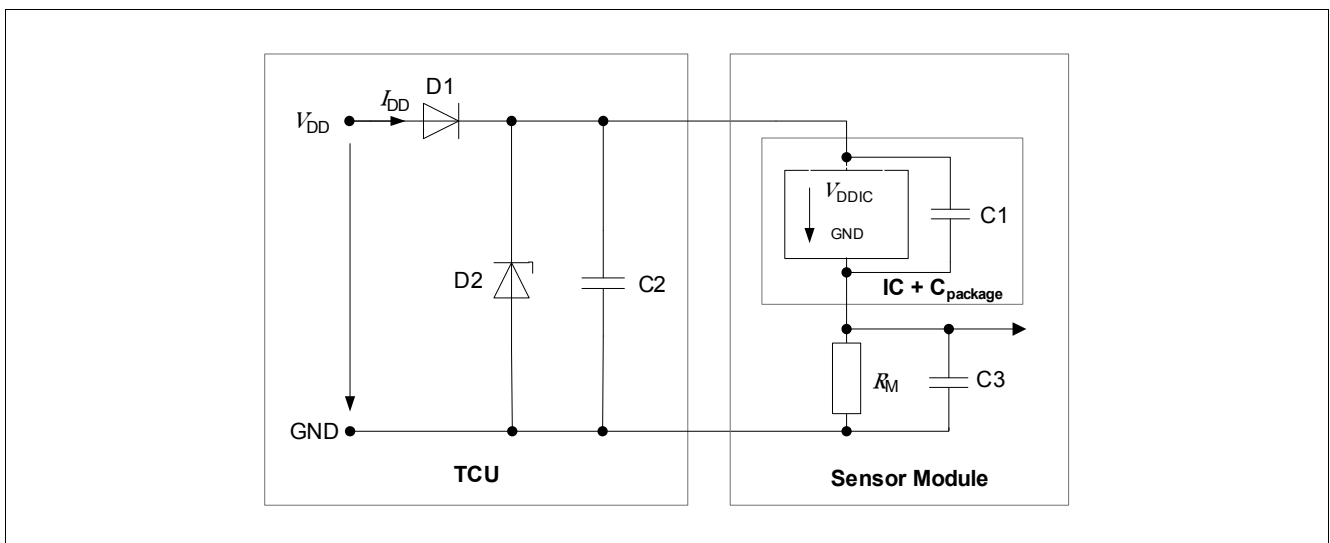 D1
I_DD
V_DD
V_DDIC
GND
C1
D2
C2
IC + C_package
R_M
C3
GND
TCU
Sensor Module